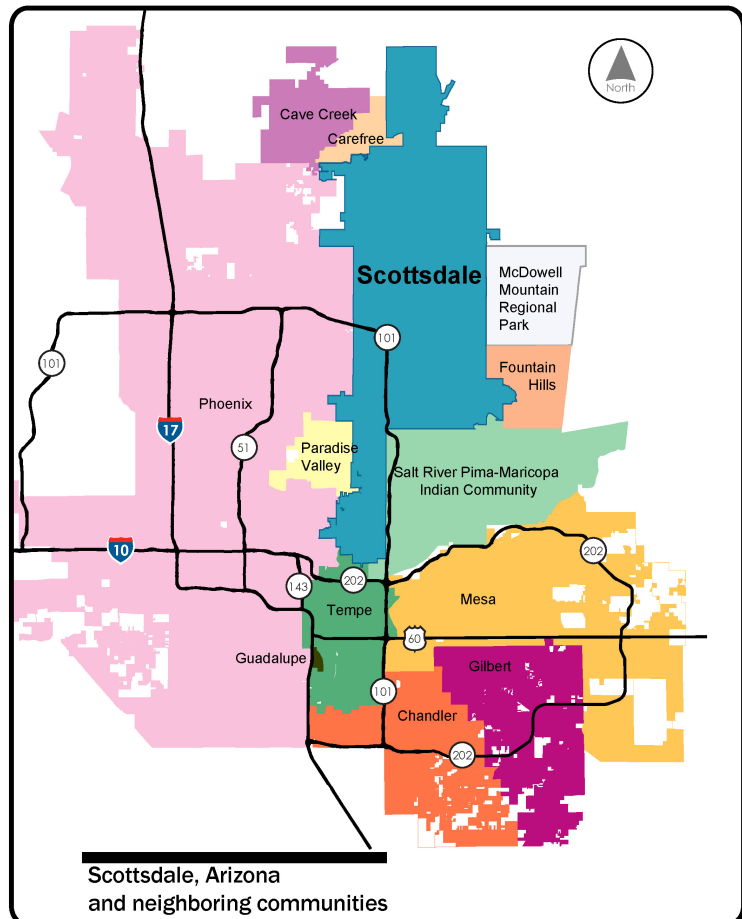 North
Cave Creek
Carefree
Scottsdale
McDowell
Mountain
Regional
Park
101
101
Fountain
Hills
Phoenix
17
51
Paradise
Valley
Salt River Pima-Maricopa
Indian Community
10
202
143
202
Tempe
Mesa
60
Guadalupe
Gilbert
101
Chandler
202
Scottsdale, Arizona
and neighboring communities